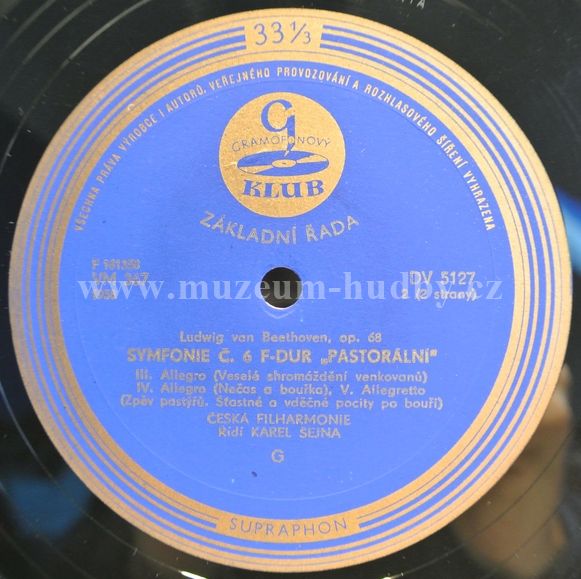 33 1/3
VŠECHNA PRÁVA VÝROBCE I AUTORŮ, VEŘEJNÉHO PROVOZOVÁNÍ A ROZHLASOVÉHO ŠÍŘENÍ VYHRAZENA
G
GRAMOFONOVÝ
KLUB
ZÁKLADNÍ ŘADA
VM 367
DV 5127
2 (2 strany)
www.muzeum-hudby.cz
Ludwig van Beethoven, op. 68
SYMFONIE Č. 6 F-DUR „PASTORÁLNÍ"
III. Allegro (Veselé shromáždění venkovanů)
IV. Allegro (Nečas a bouřka), V. Allegretto
(Zpěv pastýřů. Šťastné a vděčné pocity po bouři)
ČESKÁ FILHARMONIE
Řídí KAREL ŠEJNA
G
SUPRAPHON